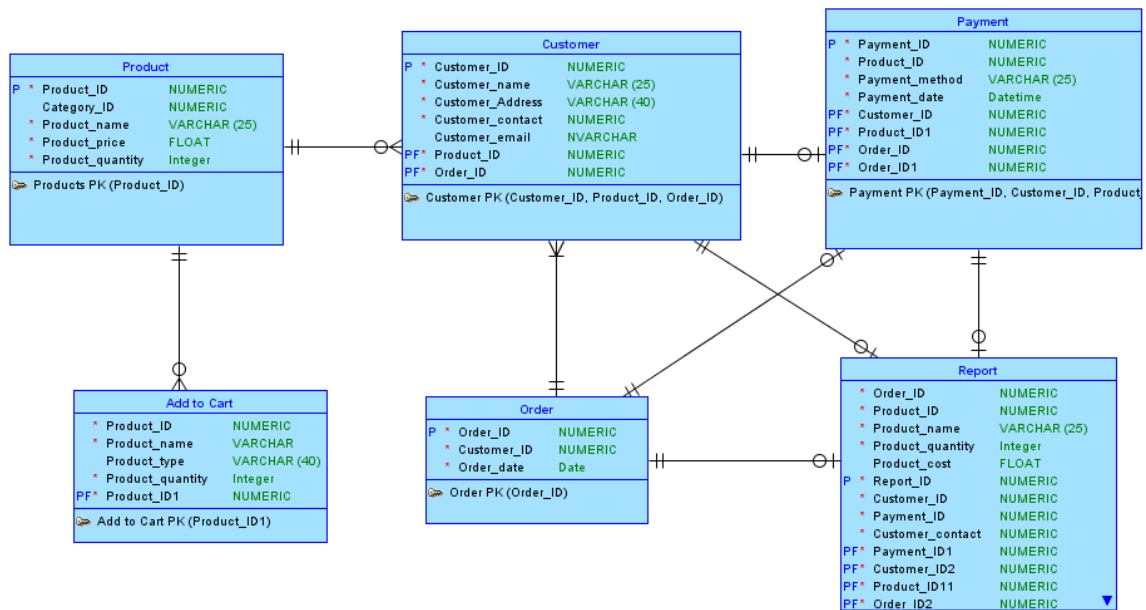 Product
P * Product_ID NUMERIC
Category_ID NUMERIC
* Product_name VARCHAR (25)
* Product_price FLOAT
* Product_quantity Integer
Products PK (Product_ID)
Customer
P * Customer_ID NUMERIC
* Customer_name VARCHAR (25)
* Customer_Address VARCHAR (40)
* Customer_contact NUMERIC
Customer_email NVARCHAR
PF* Product_ID NUMERIC
PF* Order_ID NUMERIC
Customer PK (Customer_ID, Product_ID, Order_ID)
Payment
P * Payment_ID NUMERIC
* Product_ID NUMERIC
* Payment_method VARCHAR (25)
* Payment_date Datetime
PF* Customer_ID NUMERIC
PF* Product_ID1 NUMERIC
PF* Order_ID NUMERIC
PF* Order_ID1 NUMERIC
Payment PK (Payment_ID, Customer_ID, Product_
Add to Cart
* Product_ID NUMERIC
* Product_name VARCHAR
Product_type VARCHAR (40)
* Product_quantity Integer
PF* Product_ID1 NUMERIC
Add to Cart PK (Product_ID1)
Order
P * Order_ID NUMERIC
* Customer_ID NUMERIC
* Order_date Date
Order PK (Order_ID)
Report
* Order_ID NUMERIC
* Product_ID NUMERIC
* Product_name VARCHAR (25)
* Product_quantity Integer
Product_cost FLOAT
P * Report_ID NUMERIC
* Customer_ID NUMERIC
* Payment_ID NUMERIC
* Customer_contact NUMERIC
PF* Payment_ID1 NUMERIC
PF* Customer_ID2 NUMERIC
PF* Product_ID11 NUMERIC
PF* Order_ID2 NUMERIC